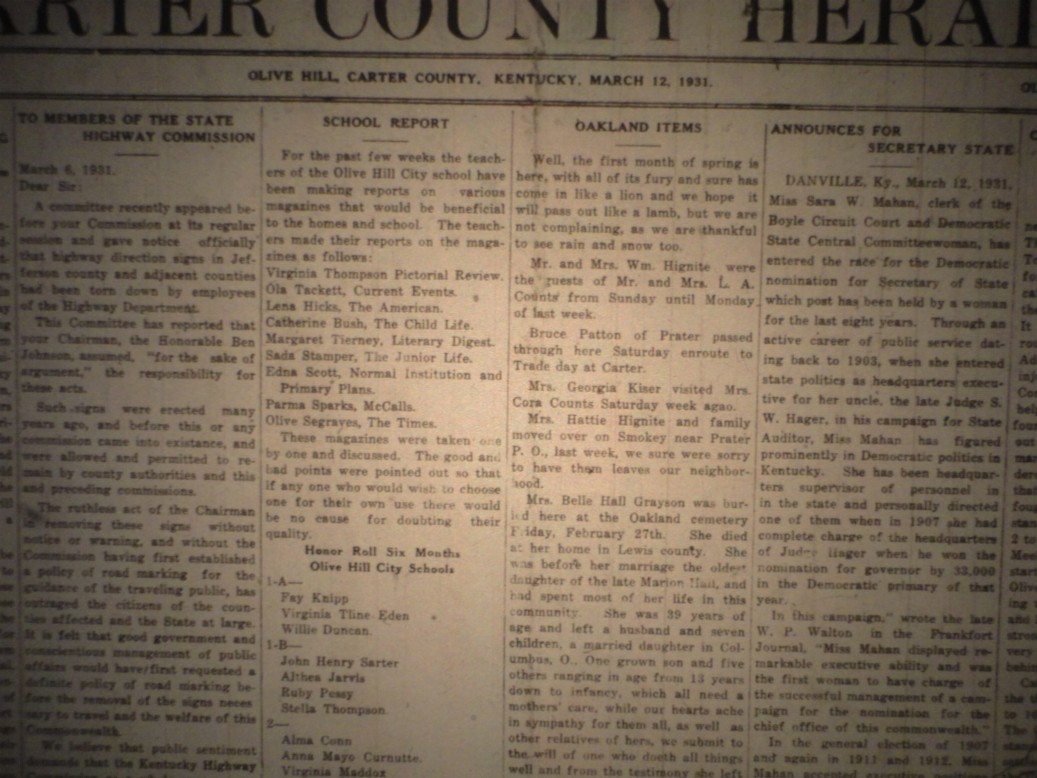 ARTER COUNTY HERA
OLIVE HILL, CARTER COUNTY, KENTUCKY, MARCH 12, 1931.
TO MEMBERS OF THE STATE
HIGHWAY COMMISSION
March 6, 1931.
Dear Sir:
A committee recently appeared be-
fore your Commission at its regular
session and gave notice officially
that highway direction signs in Jef-
ferson county and adjacent counties
had been torn down by employees
of the Highway Department.
This Committee has reported that
your Chairman, the Honorable Ben
Johnson, assumed, "for the sake of
argument," the responsibility for
these acts.
Such signs were erected many
years ago, and before this or any
commission came into existance, and
were allowed and permitted to re-
main by county authorities and this
and preceding commissions.
The ruthless act of the Chairman
in removing these signs without
notice or warning, and without the
Commission having first established
a policy of road marking for the
guidance of the traveling public, has
outraged the citizens of the coun-
ties affected and the State at large.
It is felt that good government and
conscientious management of public
affairs would have first requested a
definite policy of road marking be-
fore the removal of the signs neces
sary to travel and the welfare of this
Commonwealth.
We believe that public sentiment
demands that the Kentucky Highway
SCHOOL REPORT
For the past few weeks the teach-
ers of the Olive Hill City school have
been making reports on various
magazines that would be beneficial
to the homes and school. The teach-
ers made their reports on the maga-
zines as follows:
Virginia Thompson Pictorial Review.
Ola Tackett, Current Events.
Lena Hicks, The American.
Catherine Bush, The Child Life.
Margaret Tierney, Literary Digest.
Sada Stamper, The Junior Life.
Edna Scott, Normal Institution and
Primary Plans.
Parma Sparks, McCalls.
Olive Segrayes, The Times.
These magazines were taken one
by one and discussed. The good and
bad points were pointed out so that
if any one who would wish to choose
one for their own use there would
be no cause for doubting their
quality.
Honor Roll Six Months
Olive Hill City Schools
1-A—
Fay Knipp
Virginia Tline Eden
Willie Duncan.
1-B—
John Henry Sarter
Althea Jarvis
Ruby Pessy
Stella Thompson.
2—
Alma Conn
Anna Mayo Curnutte.
Virginia Maddox
OAKLAND ITEMS
Well, the first month of spring is
here, with all of its fury and sure has
come in like a lion and we hope it
will pass out like a lamb, but we are
not complaining, as we are thankful
to see rain and snow too.
Mr. and Mrs. Wm. Hignite were
the guests of Mr. and Mrs. L. A.
Counts from Sunday until Monday
of last week.
Bruce Patton of Prater passed
through here Saturday enroute to
Trade day at Carter.
Mrs. Georgia Kiser visited Mrs.
Cora Counts Saturday week agao.
Mrs. Hattie Hignite and family
moved over on Smokey near Prater
P. O., last week, we sure were sorry
to have them leaves our neighbor-
hood.
Mrs. Belle Hall Grayson was bur-
ied here at the Oakland cemetery
Friday, February 27th. She died
at her home in Lewis county. She
was before her marriage the oldest
daughter of the late Marion Hall, and
had spent most of her life in this
community. She was 39 years of
age and left a husband and seven
children, a married daughter in Col-
umbus, O., One grown son and five
others ranging in age from 13 years
down to infancy, which all need a
mothers' care, while our hearts ache
in sympathy for them all, as well as
other relatives of hers, we submit to
the will of one who doeth all things
well and from the testimony she left
ANNOUNCES FOR
SECRETARY STATE
DANVILLE, Ky., March 12, 1931.
Miss Sara W. Mahan, clerk of the
Boyle Circuit Court and Democratic
State Central Committeewoman, has
entered the race for the Democratic
nomination for Secretary of State
which post has been held by a woman
for the last eight years. Through an
active career of public service dat-
ing back to 1903, when she entered
state politics as headquarters execu-
tive for her uncle, the late Judge S.
W. Hager, in his campaign for State
Auditor, Miss Mahan has figured
prominently in Democratic politics in
Kentucky. She has been headquar-
ters supervisor of personnel in
in the state and personally directed
one of them when in 1907 she had
complete charge of the headquarters
of Judge Hager when he won the
nomination for governor by 33,000
in the Democratic primary of that
year.
In this campaign," wrote the late
W. P. Walton in the Frankfort
Journal, "Miss Mahan displayed re-
markable executive ability and was
the first woman to have charge of
the successful management of a cam-
paign for the nomination for the
chief office of this commonwealth."
In the general election of 1907
and again in 1911 and 1912, Miss
Mahan accepted